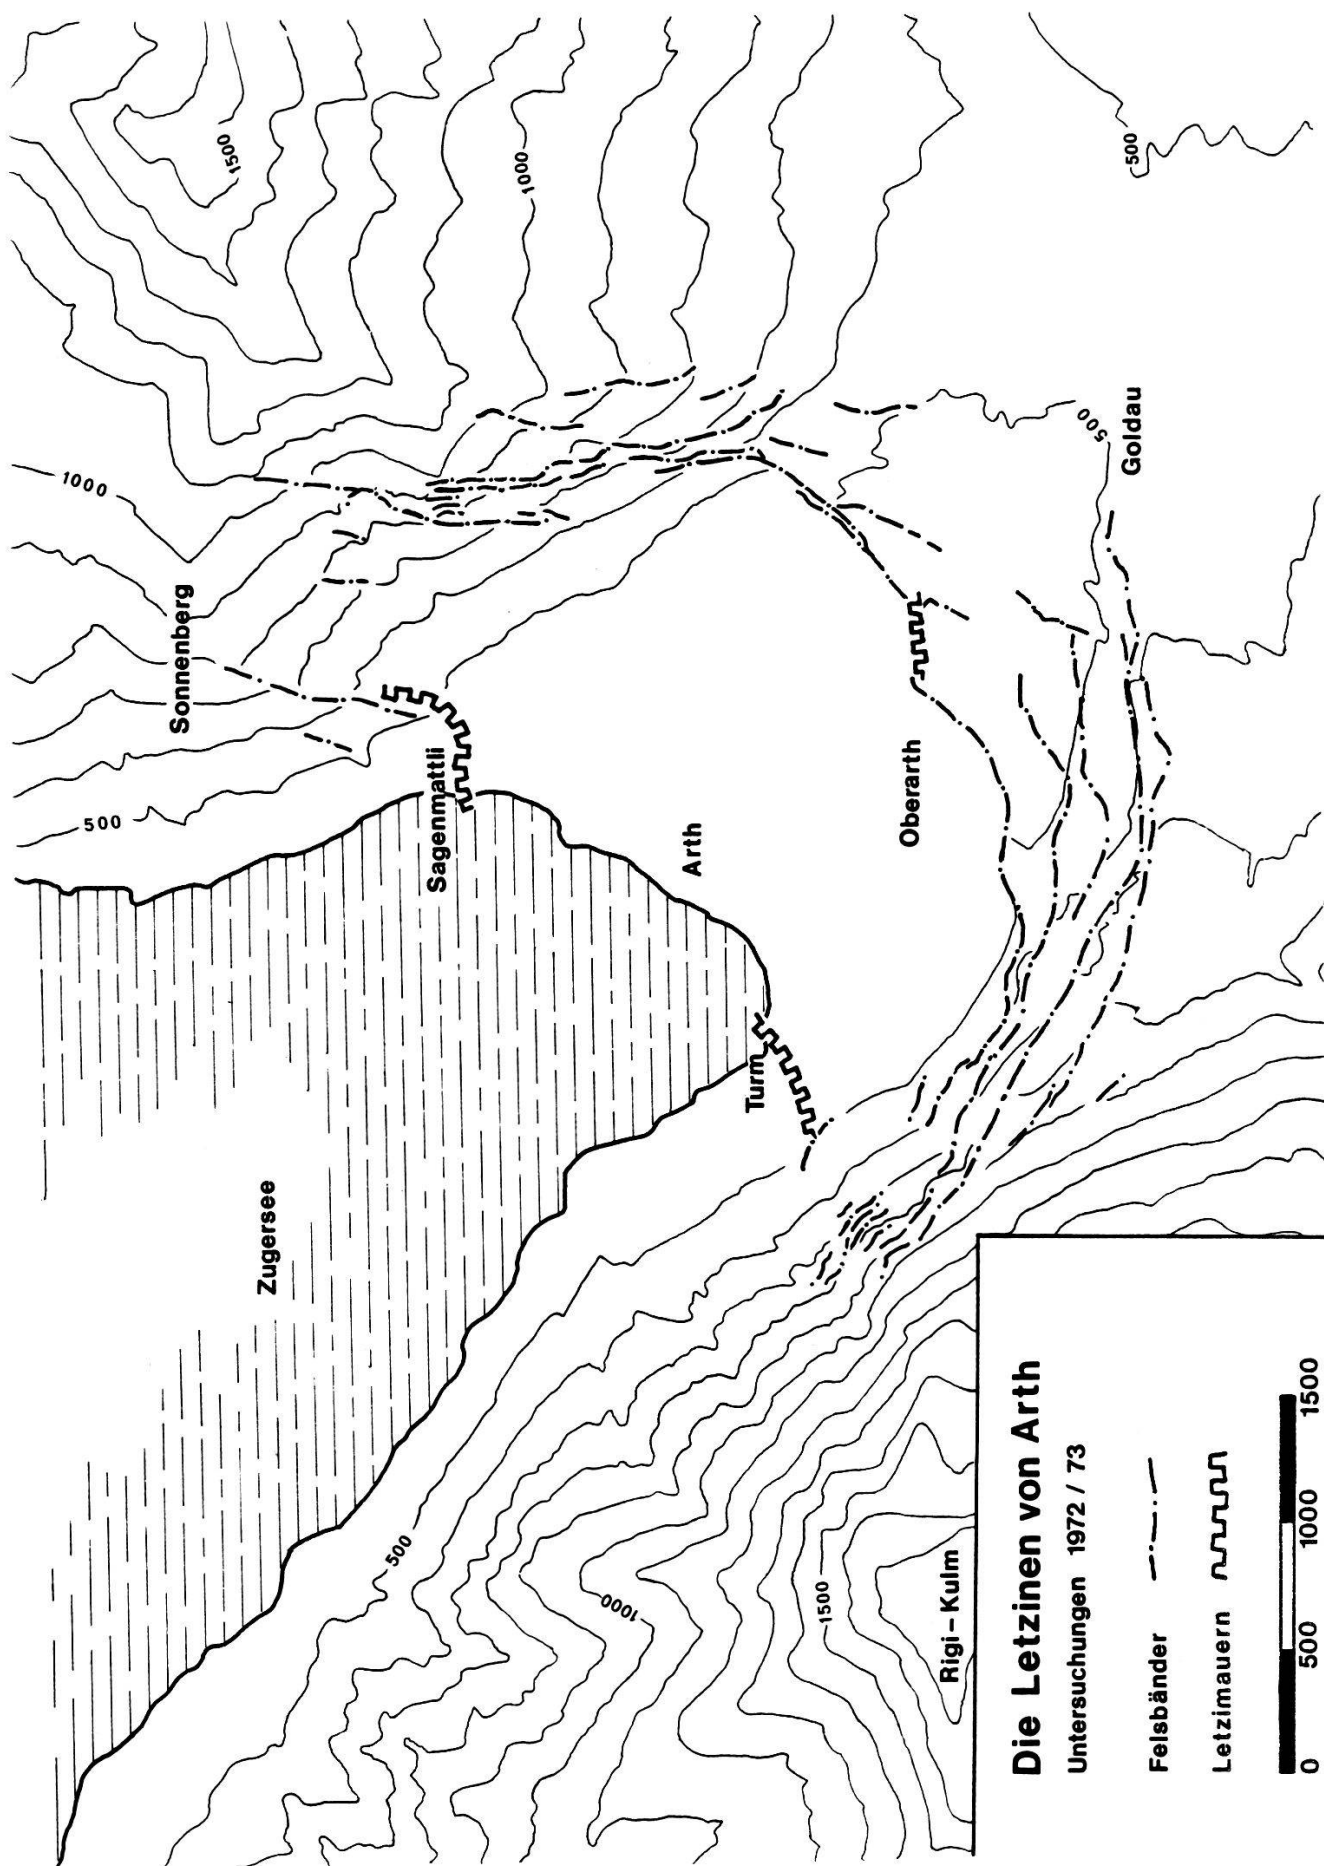 Zugersee
Sonnenberg
Sagenmattli
Arth
Turm
Oberarth
Goldau
Rigi-Kulm
500
1000
1500
1000
500
500
500
1000
1500
Die Letzinen von Arth
Untersuchungen 1972 / 73
Felsbänder
Letzimauern
0 500 1000 1500